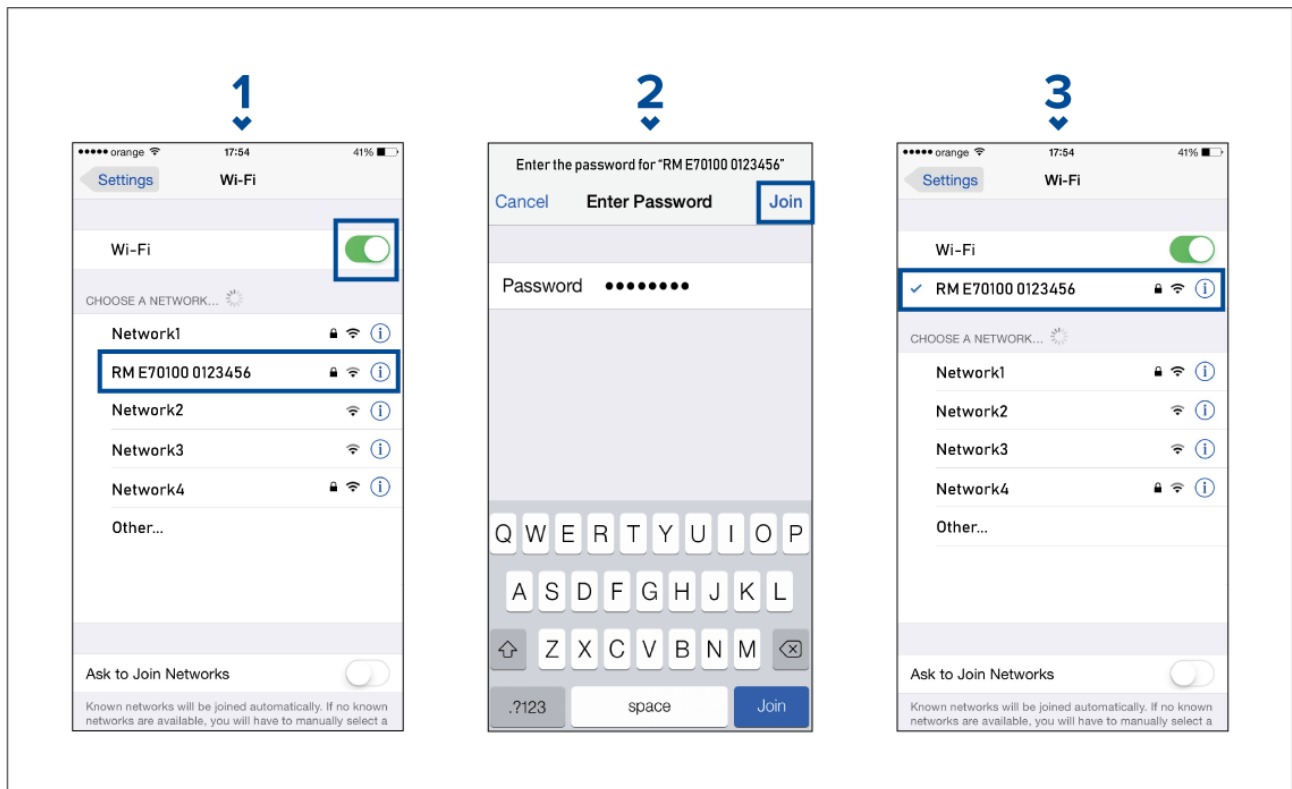 1
orange 17:54 41%
Settings Wi-Fi
Wi-Fi
CHOOSE A NETWORK...
Network1
RM E70100 0123456
Network2
Network3
Network4
Other...
Ask to Join Networks
Known networks will be joined automatically. If no known
networks are available, you will have to manually select a
2
Enter the password for "RM E70100 0123456"
Cancel Enter Password Join
Password ●●●●●●●●
Q W E R T Y U I O P
A S D F G H J K L
Z X C V B N M
.?123 space Join
3
orange 17:54 41%
Settings Wi-Fi
Wi-Fi
RM E70100 0123456
CHOOSE A NETWORK...
Network1
Network2
Network3
Network4
Other...
Ask to Join Networks
Known networks will be joined automatically. If no known
networks are available, you will have to manually select a